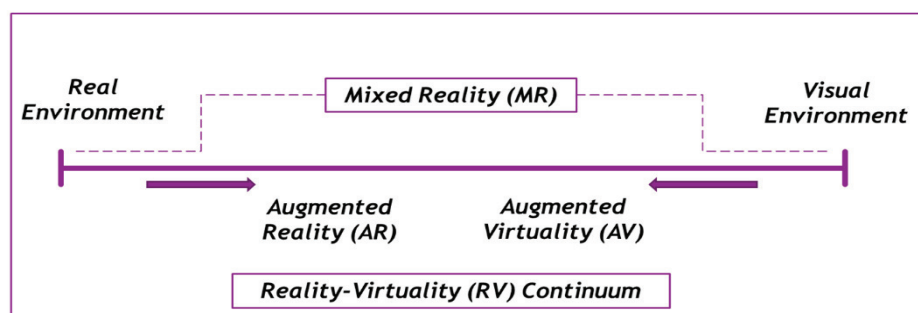 Real
Environment
Mixed Reality (MR)
Visual
Environment
Augmented
Reality (AR)
Augmented
Virtuality (AV)
Reality-Virtuality (RV) Continuum